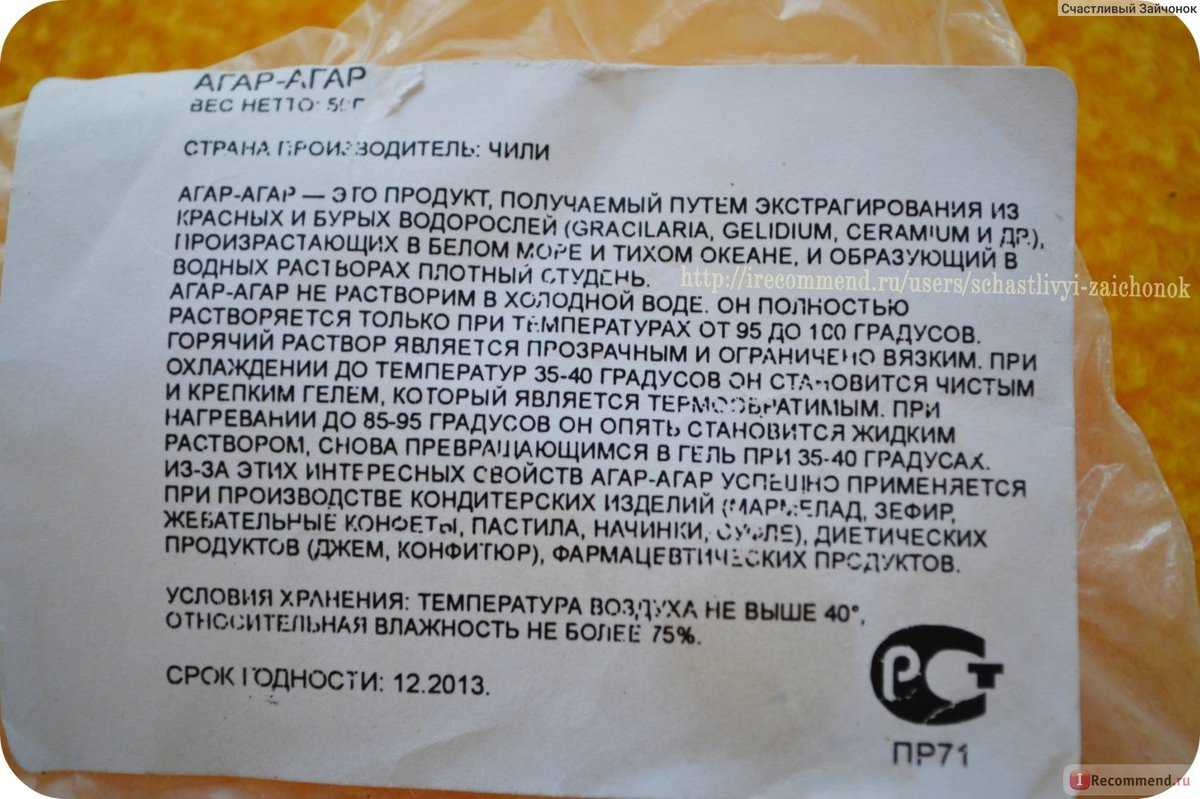 Счастливый Зайчонок
АГАР-АГАР
ВЕС НЕТТО: 50Г
СТРАНА ПРОИЗВОДИТЕЛЬ: ЧИЛИ
АГАР-АГАР — ЭТО ПРОДУКТ, ПОЛУЧАЕМЫЙ ПУТЕМ ЭКСТРАГИРОВАНИЯ ИЗ
КРАСНЫХ И БУРЫХ ВОДОРОСЛЕЙ (GRACILARIA, GELIDIUM, CERAMIUM И ДР.),
ПРОИЗРАСТАЮЩИХ В БЕЛОМ МОРЕ И ТИХОМ ОКЕАНЕ, И ОБРАЗУЮЩИЙ В
ВОДНЫХ РАСТВОРАХ ПЛОТНЫЙ СТУДЕНЬ.
http://irecommend.ru/users/schastlivyi-zaichonok
АГАР-АГАР НЕ РАСТВОРИМ В ХОЛОДНОЙ ВОДЕ. ОН ПОЛНОСТЬЮ
РАСТВОРЯЕТСЯ ТОЛЬКО ПРИ ТЕМПЕРАТУРАХ ОТ 95 ДО 100 ГРАДУСОВ.
ГОРЯЧИЙ РАСТВОР ЯВЛЯЕТСЯ ПРОЗРАЧНЫМ И ОГРАНИЧЕНО ВЯЗКИМ. ПРИ
ОХЛАЖДЕНИИ ДО ТЕМПЕРАТУР 35-40 ГРАДУСОВ ОН СТАНОВИТСЯ ЧИСТЫМ
И КРЕПКИМ ГЕЛЕМ, КОТОРЫЙ ЯВЛЯЕТСЯ ТЕРМООБРАТИМЫМ. ПРИ
НАГРЕВАНИИ ДО 85-95 ГРАДУСОВ ОН ОПЯТЬ СТАНОВИТСЯ ЖИДКИМ
РАСТВОРОМ, СНОВА ПРЕВРАЩАЮЩИМСЯ В ГЕЛЬ ПРИ 35-40 ГРАДУСАХ.
ИЗ-ЗА ЭТИХ ИНТЕРЕСНЫХ СВОЙСТВ АГАР-АГАР УСПЕШНО ПРИМЕНЯЕТСЯ
ПРИ ПРОИЗВОДСТВЕ КОНДИТЕРСКИХ ИЗДЕЛИЙ (МАРМЕЛАД, ЗЕФИР,
ЖЕВАТЕЛЬНЫЕ КОНФЕТЫ, ПАСТИЛА, НАЧИНКИ, СУФЛЕ), ДИЕТИЧЕСКИХ
ПРОДУКТОВ (ДЖЕМ, КОНФИТЮР), ФАРМАЦЕВТИЧЕСКИХ ПРОДУКТОВ.
УСЛОВИЯ ХРАНЕНИЯ: ТЕМПЕРАТУРА ВОЗДУХА НЕ ВЫШЕ 40°,
ОТНОСИТЕЛЬНАЯ ВЛАЖНОСТЬ НЕ БОЛЕЕ 75%.
СРОК ГОДНОСТИ: 12.2013.
РСТ
ПР71
IRecommend.ru